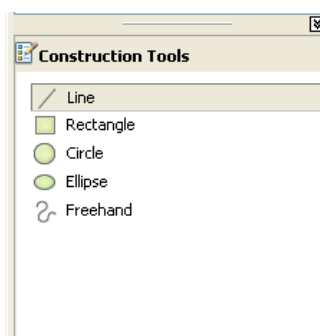 Construction Tools
Line
Rectangle
Circle
Ellipse
Freehand